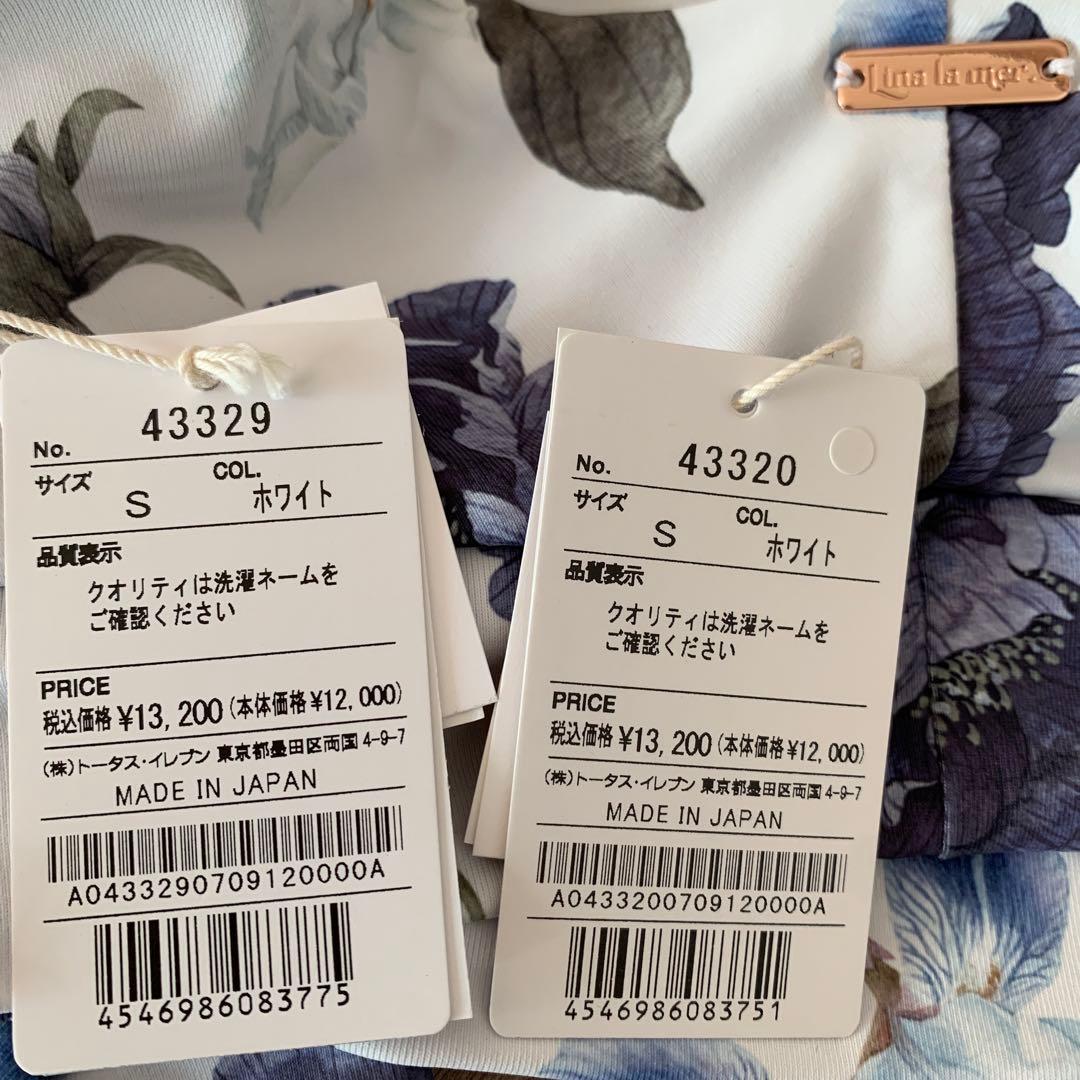 Lina la mer.
No. 43329
サイズ COL.
S ホワイト
品質表示
クオリティは洗濯ネームを
ご確認ください
PRICE
税込価格 ¥13,200 (本体価格¥12,000)
(株)トータス・イレブン 東京都墨田区両国 4-9-7
MADE IN JAPAN
A0433290709120000A
4546986083775
No. 43320
サイズ COL.
S ホワイト
品質表示
クオリティは洗濯ネームを
ご確認ください
PRICE
税込価格 ¥13,200 (本体価格¥12,000)
(株)トータス・イレブン 東京都墨田区両国 4-9-7
MADE IN JAPAN
A0433200709120000A
4546986083751